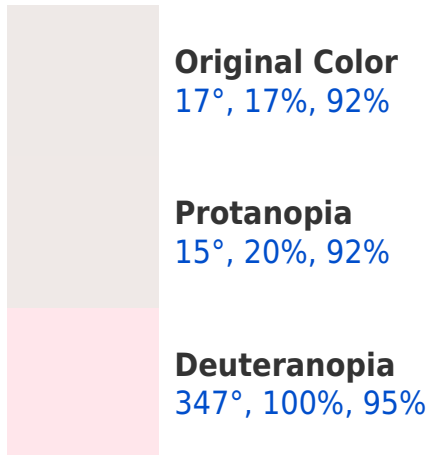 Original Color
17°, 17%, 92%
Protanopia
15°, 20%, 92%
Deuteranopia
347°, 100%, 95%